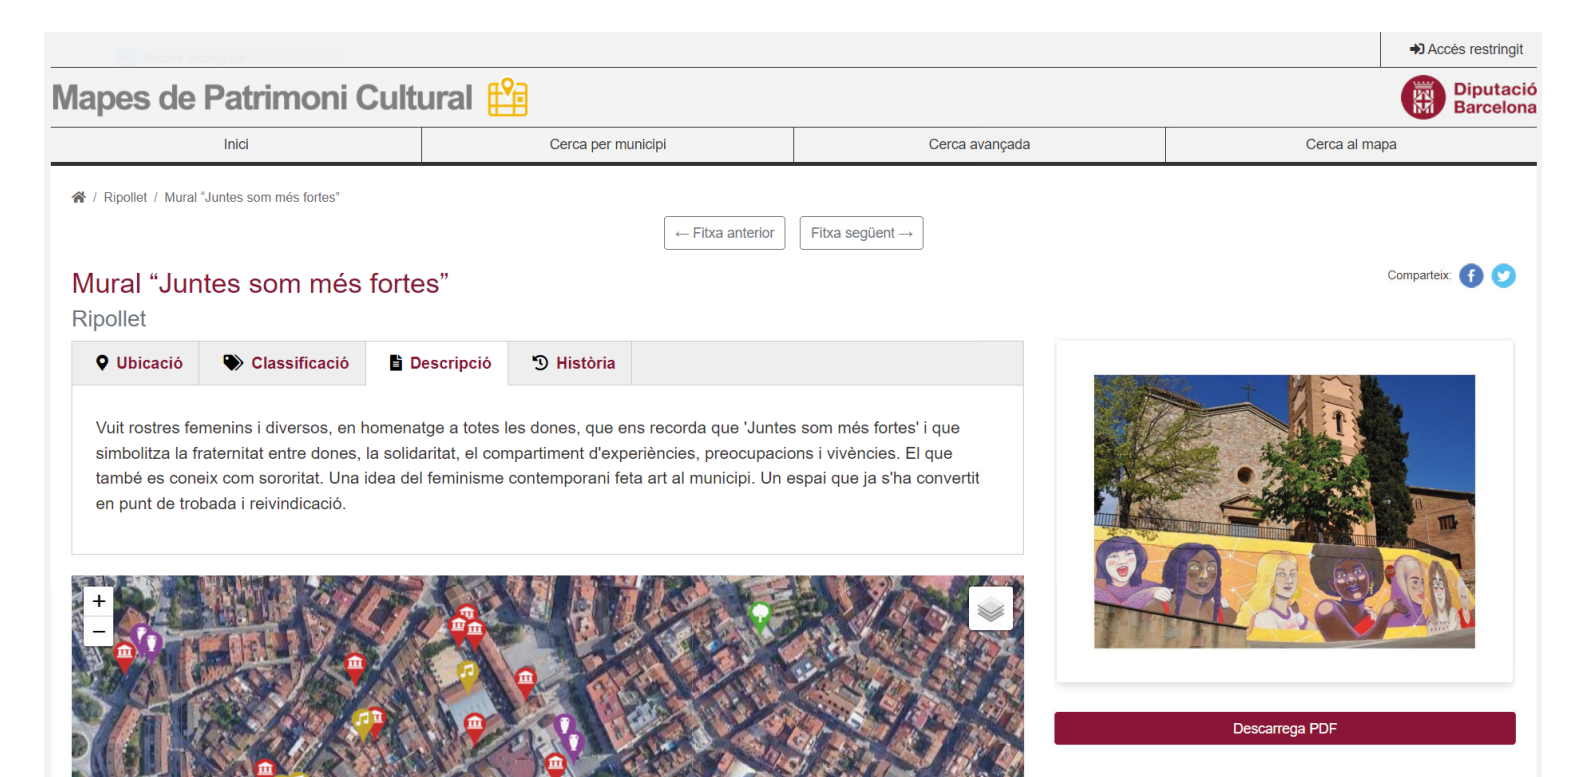 Accés restringit
Mapes de Patrimoni Cultural
Diputació
Barcelona
Inici
Cerca per municipi
Cerca avançada
Cerca al mapa
/ Ripollet / Mural “Juntes som més fortes”
← Fitxa anterior
Fitxa següent →
Mural “Juntes som més fortes”
Comparteix:
Ripollet
Ubicació
Classificació
Descripció
Història
Vuit rostres femenins i diversos, en homenatge a totes les dones, que ens recorda que 'Juntes som més fortes' i que
simbolitza la fraternitat entre dones, la solidaritat, el compartiment d'experiències, preocupacions i vivències. El que
també es coneix com sororitat. Una idea del feminisme contemporani feta art al municipi. Un espai que ja s'ha convertit
en punt de trobada i reivindicació.
+
−
Descarrega PDF